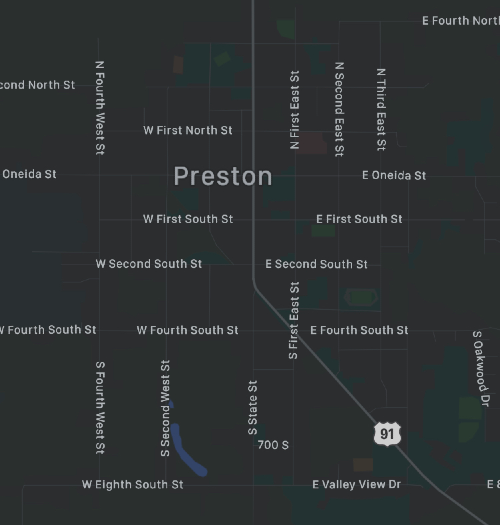 E Fourth Nort
cond North St
N Fourth West St
N First East St
N Second East St
N Third East St
W First North St
Oneida St
Preston
E Oneida St
W First South St
E First South St
W Second South St
E Second South St
S First East St
W Fourth South St
W Fourth South St
E Fourth South St
S Fourth West St
S Second West St
S State St
S Oakwood Dr
91
700 S
W Eighth South St
E Valley View Dr
E 8